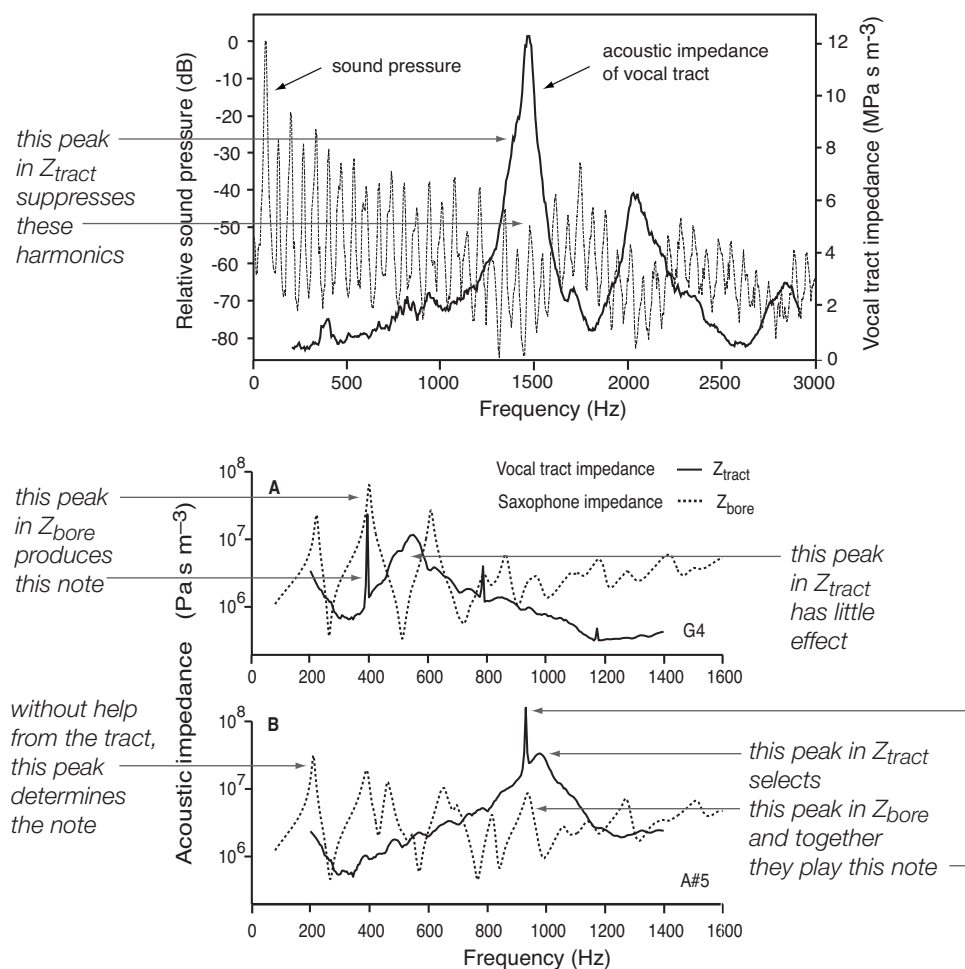 Relative sound pressure (dB)
0
-10
-20
-30
-40
-50
-60
-70
-80
sound pressure
acoustic impedance
of vocal tract
12
10
8
6
4
2
0
Vocal tract impedance (MPa s m-3)
this peak
in Ztract
suppresses
these
harmonics
0 500 1000 1500 2000 2500 3000
Frequency (Hz)
Acoustic impedance (Pa s m–3)
10^8
10^7
10^6
A
Vocal tract impedance Ztract
Saxophone impedance Zbore
this peak
in Zbore
produces
this note
this peak
in Ztract
has little
effect
G4
0 200 400 600 800 1000 1200 1400 1600
without help
from the tract,
this peak
determines
the note
10^8
10^7
10^6
B
this peak in Ztract
selects
this peak in Zbore
and together
they play this note
A#5
0 200 400 600 800 1000 1200 1400 1600
Frequency (Hz)